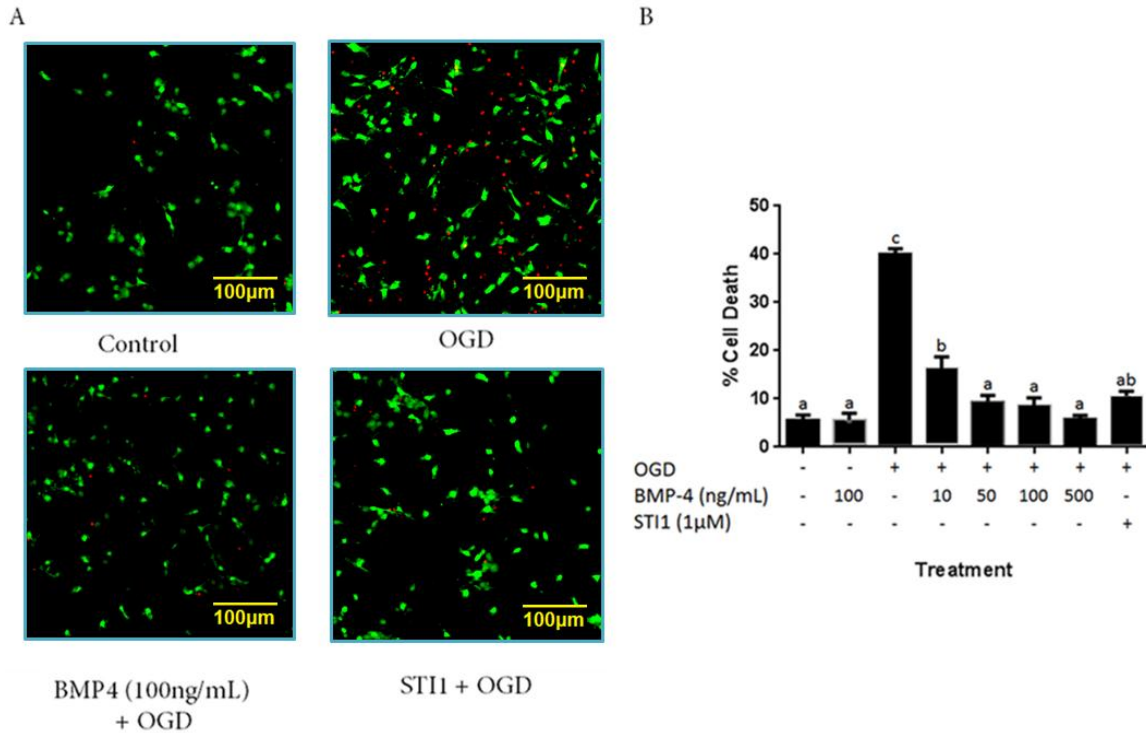 A
100µm
Control
100µm
OGD
100µm
BMP4 (100ng/mL)
+ OGD
100µm
STI1 + OGD
B
% Cell Death
50
40
30
20
10
0
a a c b a a a ab
OGD - - + + + + + +
BMP-4 (ng/mL) - 100 - 10 50 100 500 -
STI1 (1µM) - - - - - - - +
Treatment